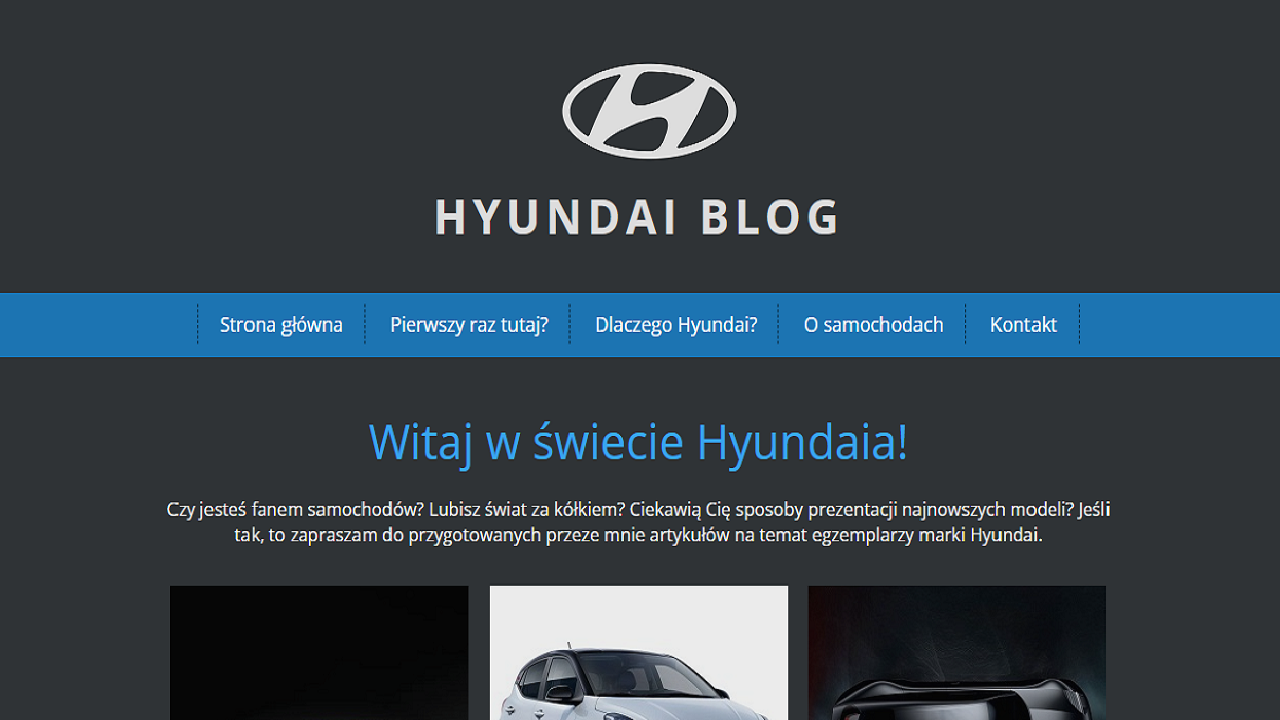 HYUNDAI BLOG
Strona główna Pierwszy raz tutaj? Dlaczego Hyundai? O samochodach Kontakt
Witaj w świecie Hyundaia!
Czy jesteś fanem samochodów? Lubisz świat za kółkiem? Ciekawią Cię sposoby prezentacji najnowszych modeli? Jeśli
tak, to zapraszam do przygotowanych przeze mnie artykułów na temat egzemplarzy marki Hyundai.